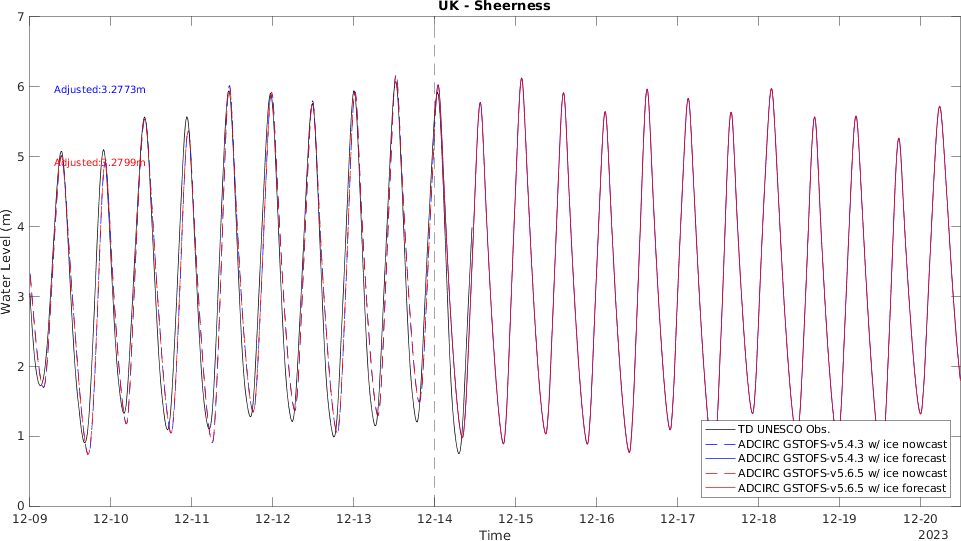 UK - Sheerness
7
6
5
4
3
2
1
0
Water Level (m)
Adjusted:3.2773m
Adjusted:3.2799m
TD UNESCO Obs.
ADCIRC GSTOFS-v5.4.3 w/ ice nowcast
ADCIRC GSTOFS-v5.4.3 w/ ice forecast
ADCIRC GSTOFS-v5.6.5 w/ ice nowcast
ADCIRC GSTOFS-v5.6.5 w/ ice forecast
12-09 12-10 12-11 12-12 12-13 12-14 12-15 12-16 12-17 12-18 12-19 12-20
Time
2023